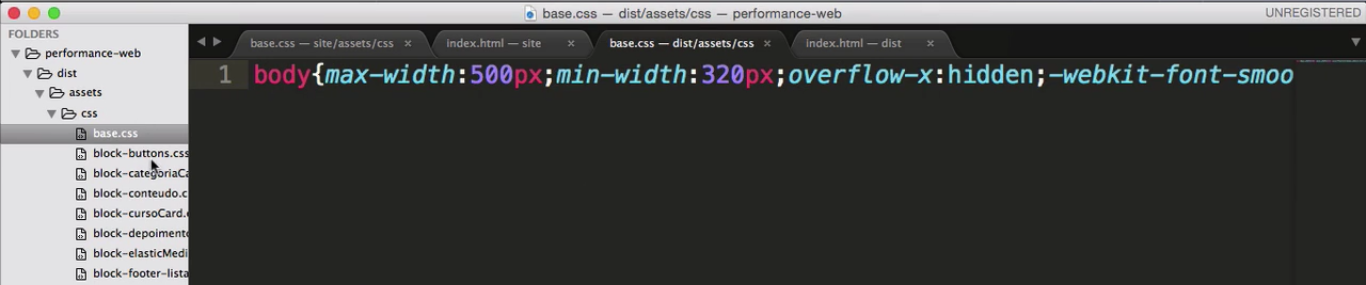 base.css — dist/assets/css — performance-web
UNREGISTERED
FOLDERS
performance-web
dist
assets
css
base.css
block-buttons.css
block-categoriaCa
block-conteudo.c
block-cursoCard.
block-depoimento
block-elasticMedi
block-footer-lista
base.css — site/assets/css ×
index.html — site ×
base.css — dist/assets/css ×
index.html — dist ×
1 body{max-width:500px;min-width:320px;overflow-x:hidden;-webkit-font-smoo